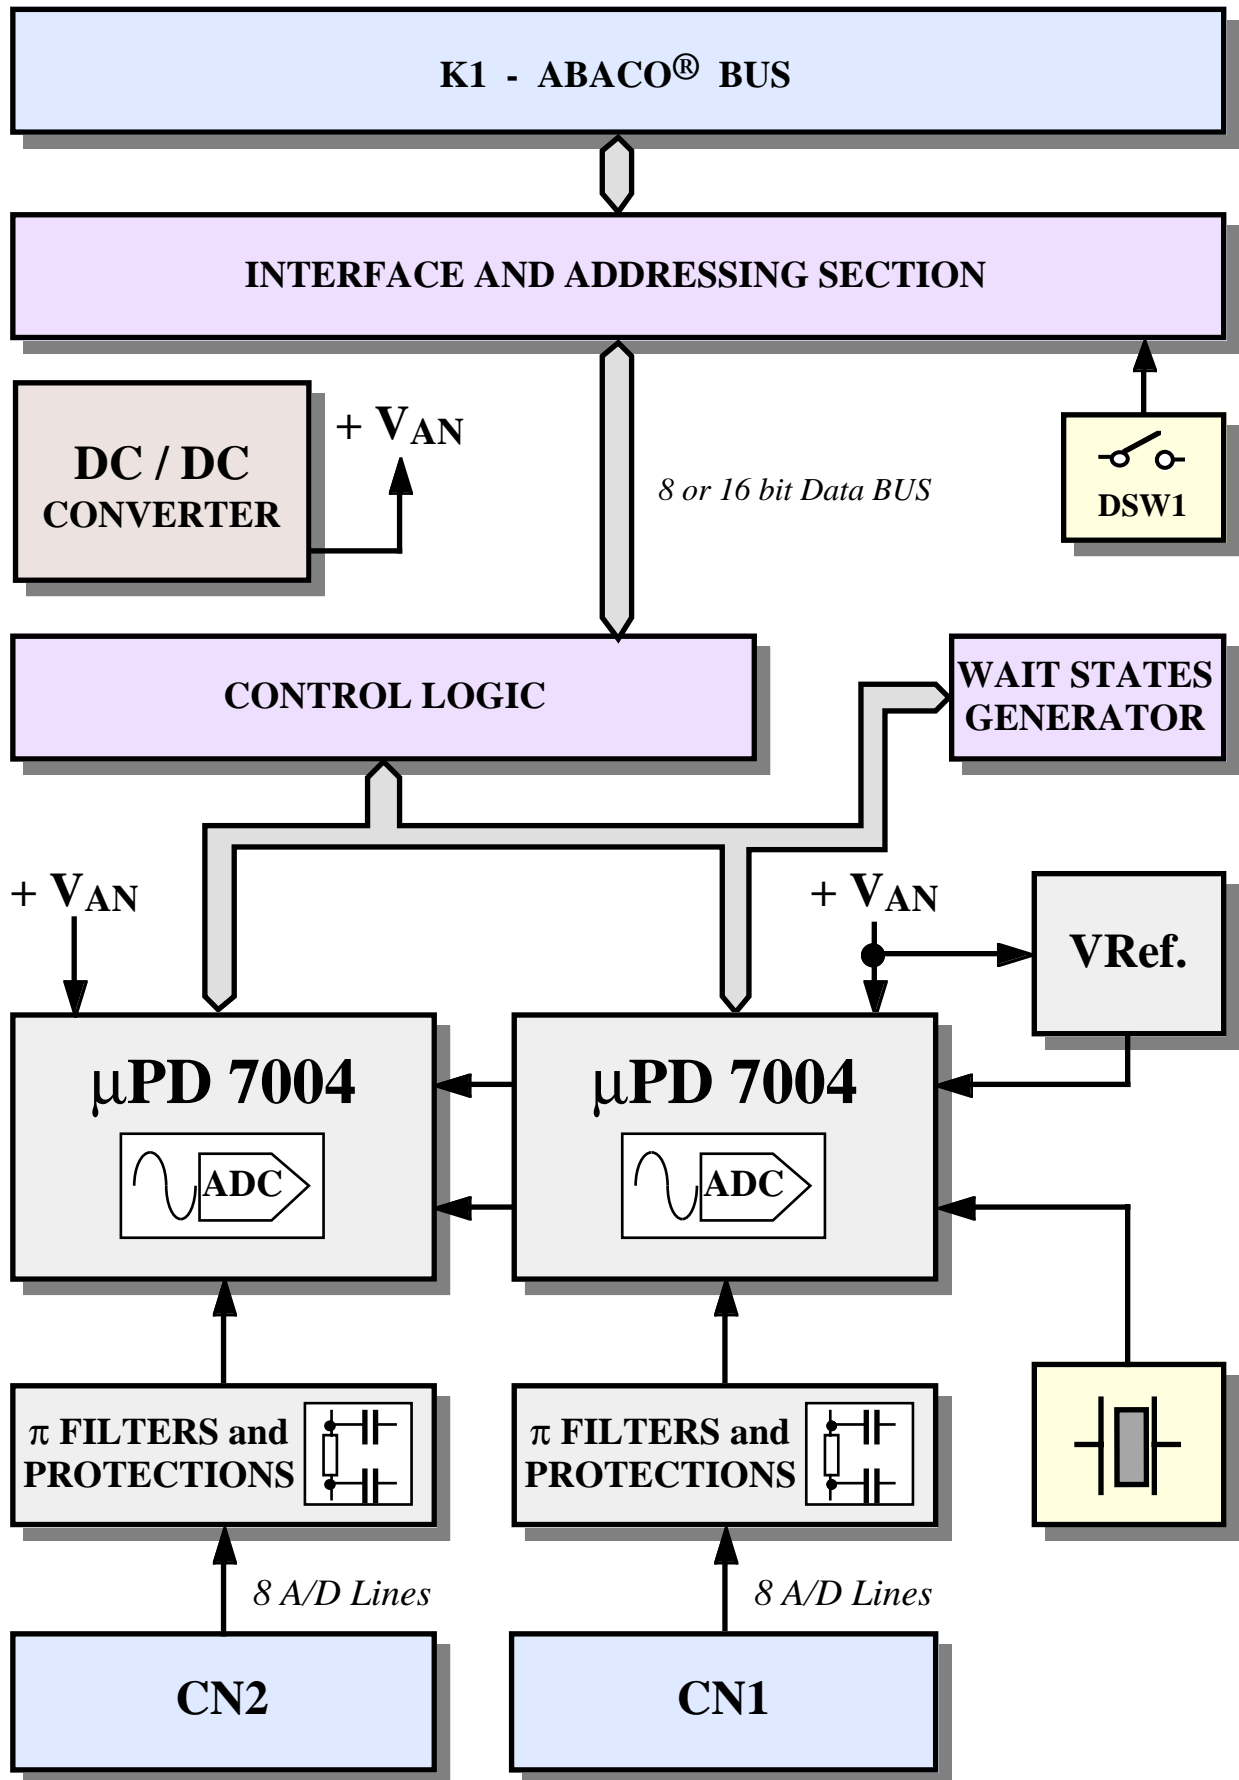 K1 - ABACO® BUS
INTERFACE AND ADDRESSING SECTION
DC / DC
CONVERTER
+ VAN
8 or 16 bit Data BUS
DSW1
CONTROL LOGIC
WAIT STATES
GENERATOR
+ VAN
+ VAN
VRef.
µPD 7004
ADC
µPD 7004
ADC
π FILTERS and
PROTECTIONS
π FILTERS and
PROTECTIONS
8 A/D Lines
8 A/D Lines
CN2
CN1